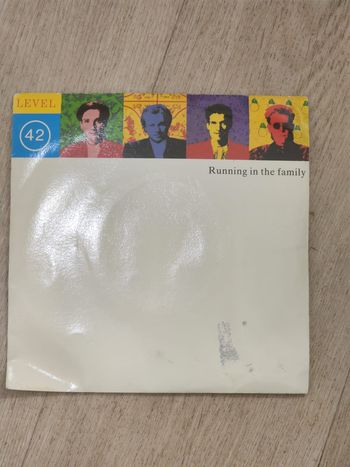 LEVEL
42
Running in the family